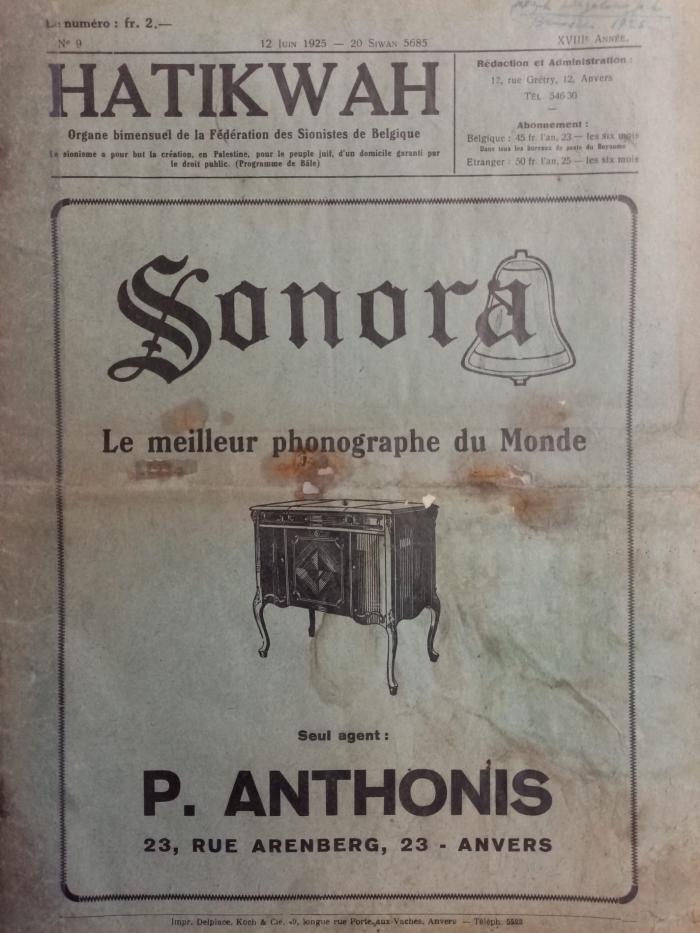 Le numéro : fr. 2.—
N° 9
12 Juin 1925 — 20 Siwan 5685
XVIIIe Année.
HATIKWAH
Organe bimensuel de la Fédération des Sionistes de Belgique
Le sionisme a pour but la création, en Palestine, pour le peuple juif, d'un domicile garanti par
le droit public. (Programme de Bâle)
Rédaction et Administration :
12, rue Grétry, 12, Anvers
Tél. 546 30
—
Abonnement :
Belgique : 45 fr. l'an, 23 — les six mois
Dans tous les bureaux de poste du Royaume
Etranger : 50 fr. l'an, 25 — les six mois
Sonora
Le meilleur phonographe du Monde
Seul agent :
P. ANTHONIS
23, RUE ARENBERG, 23 - ANVERS
Impr. Delplace, Koch & Cie, longue rue Porte aux Vaches, Anvers — Téléph.